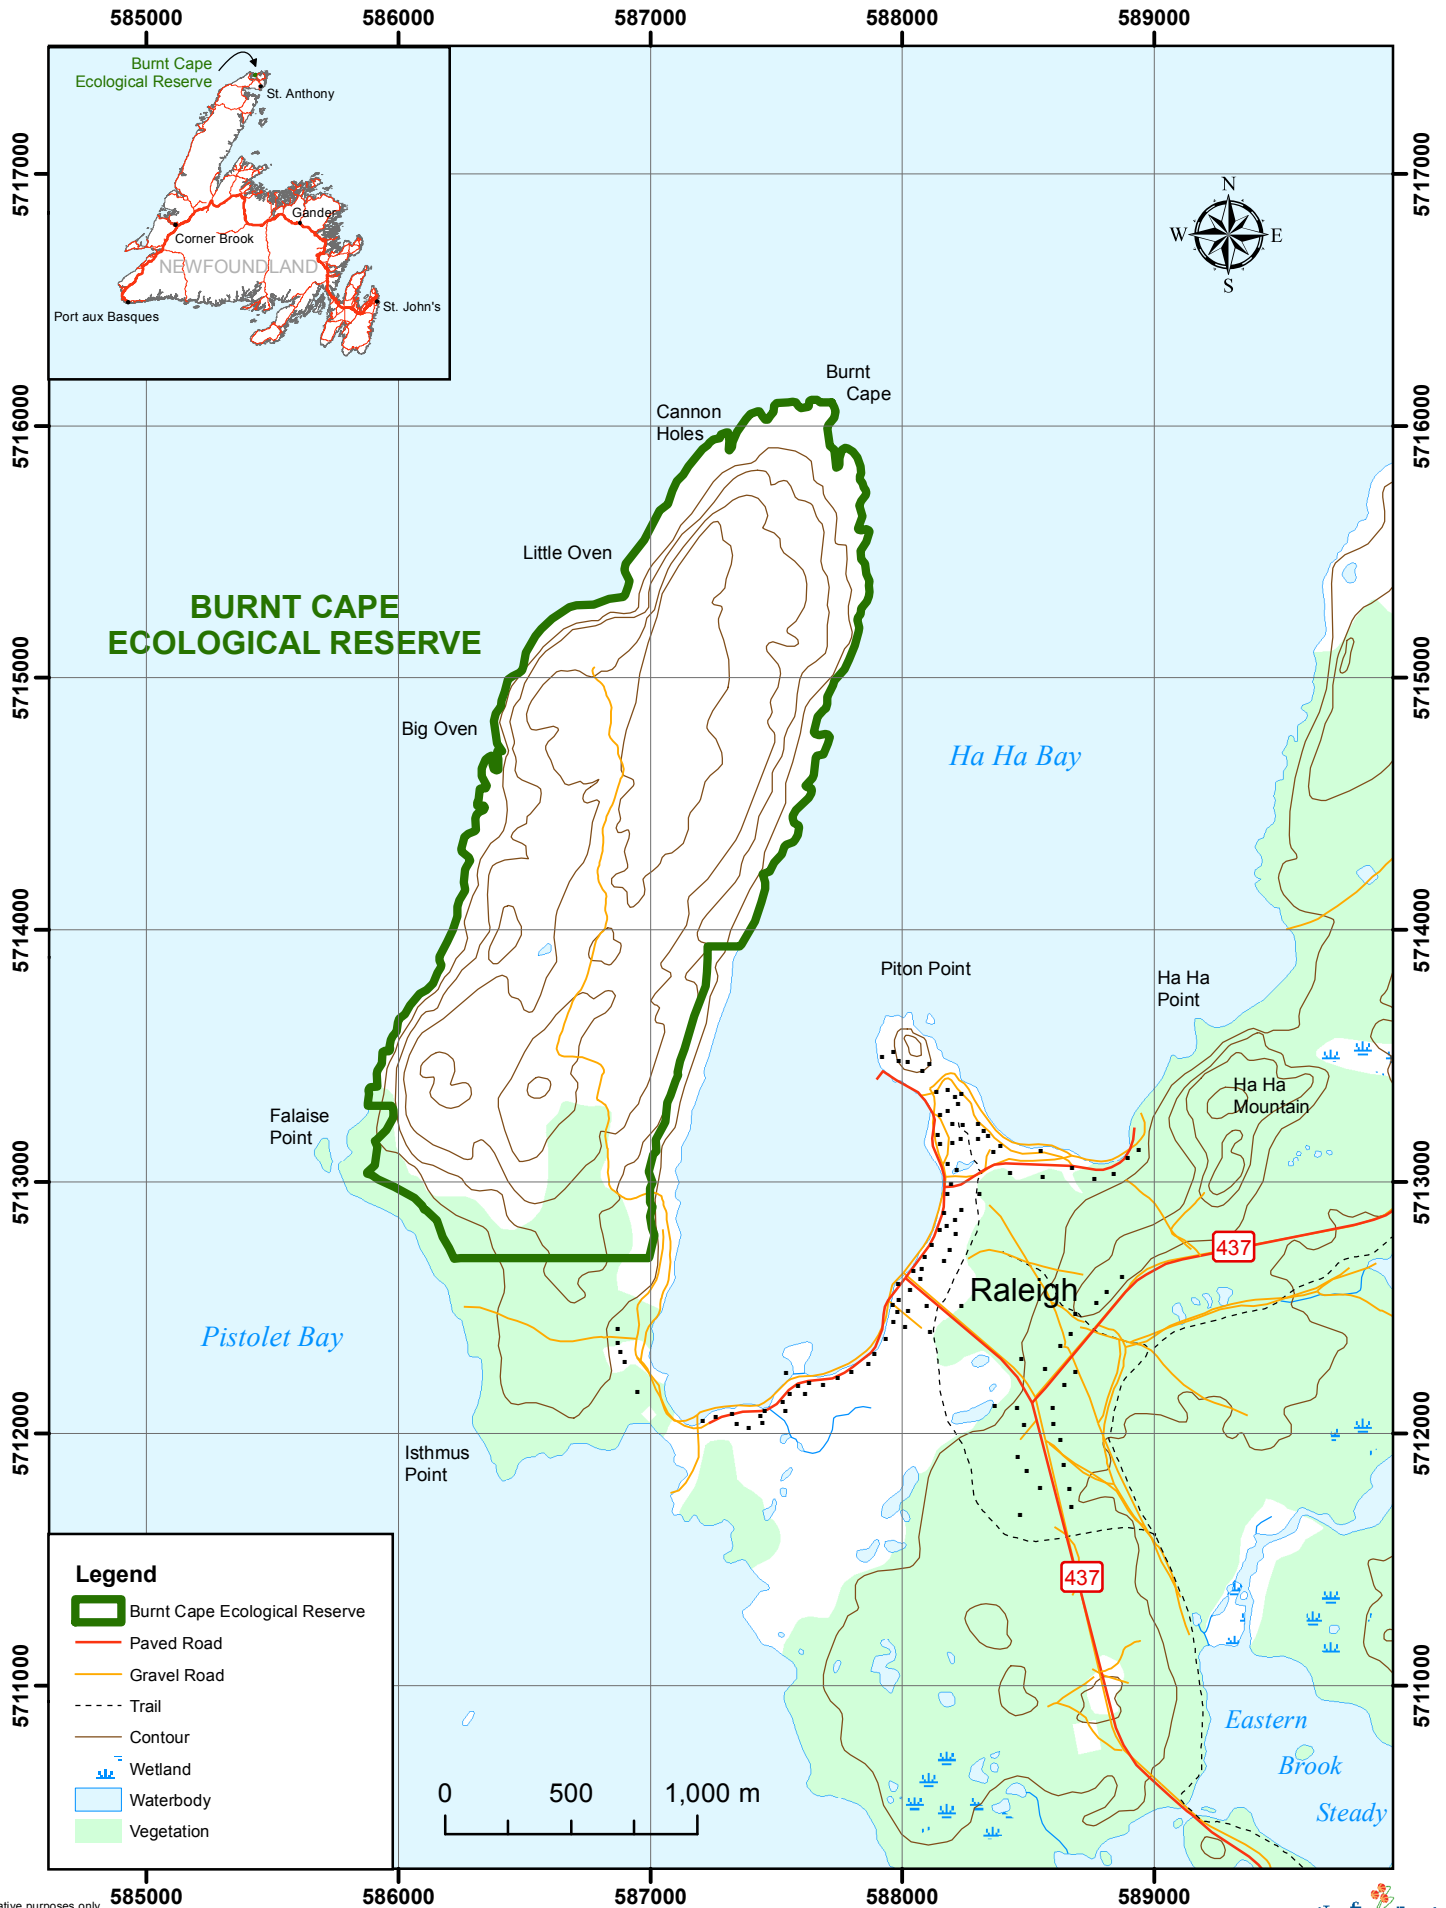 585000 586000 587000 588000 589000
Burnt Cape
Ecological Reserve
St. Anthony
Gander
Corner Brook
NEWFOUNDLAND
St. John's
Port aux Basques
5717000
5717000
N
W E
S
Burnt
Cape
Cannon
Holes
5716000
5716000
Little Oven
BURNT CAPE
ECOLOGICAL RESERVE
5715000
5715000
Big Oven
Ha Ha Bay
5714000
5714000
Piton Point
Ha Ha
Point
Ha Ha
Mountain
Falaise
Point
5713000
5713000
437
Raleigh
Pistolet Bay
5712000
5712000
Isthmus
Point
437
Legend
Burnt Cape Ecological Reserve
Paved Road
Gravel Road
Trail
Contour
Wetland
Waterbody
Vegetation
5711000
5711000
Eastern
Brook
Steady
0 500 1,000 m
585000 586000 587000 588000 589000
purposes only